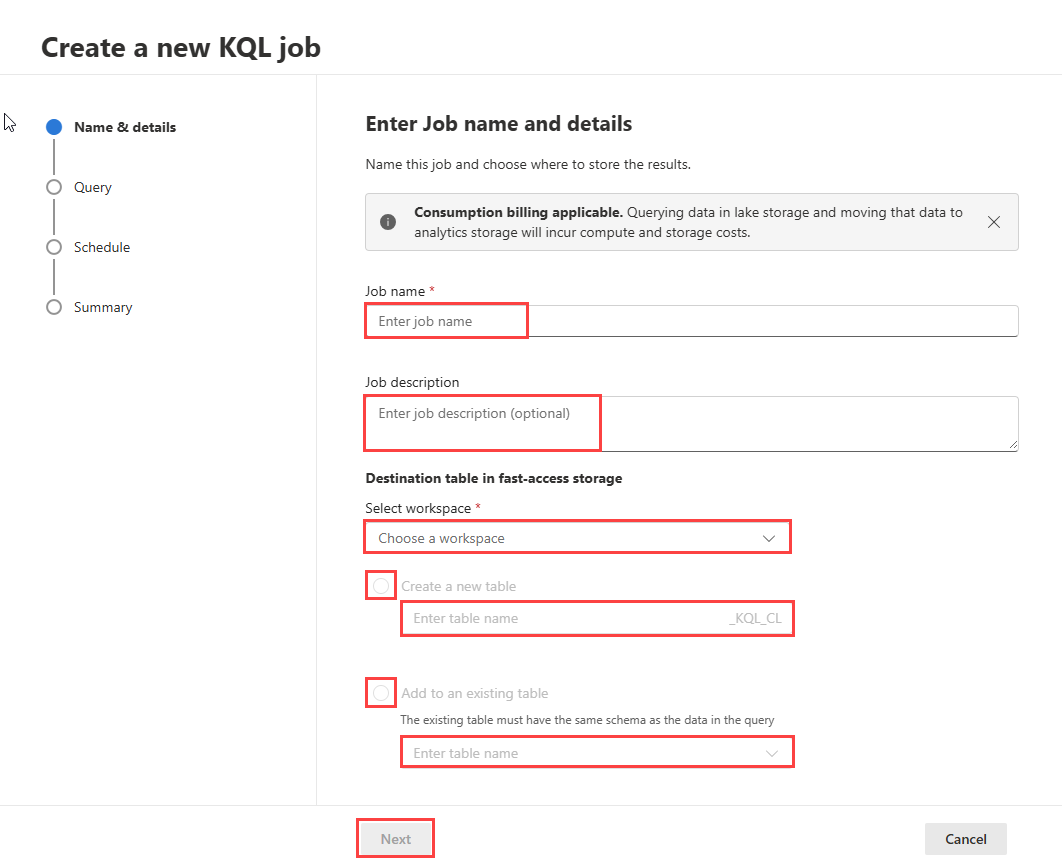 Create a new KQL job
Name & details
Query
Schedule
Summary
Enter Job name and details
Name this job and choose where to store the results.
Consumption billing applicable. Querying data in lake storage and moving that data to
analytics storage will incur compute and storage costs.
Job name *
Enter job name
Job description
Enter job description (optional)
Destination table in fast-access storage
Select workspace *
Choose a workspace
Create a new table
Enter table name _KQL_CL
Add to an existing table
The existing table must have the same schema as the data in the query
Enter table name
Next
Cancel